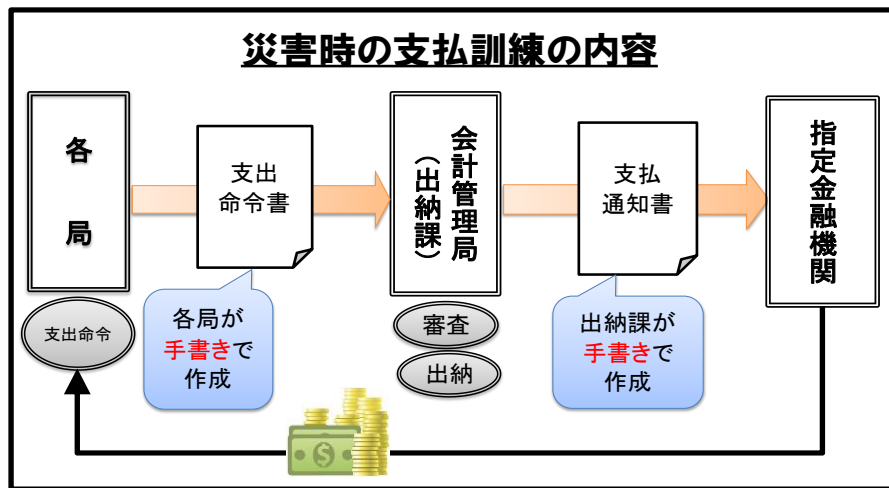 災害時の支払訓練の内容
各局
支出
命令書
会計管理局
(出納課)
支払
通知書
指定金融機関
支出命令
各局が
手書きで
作成
審査
出納
出納課が
手書きで
作成
$